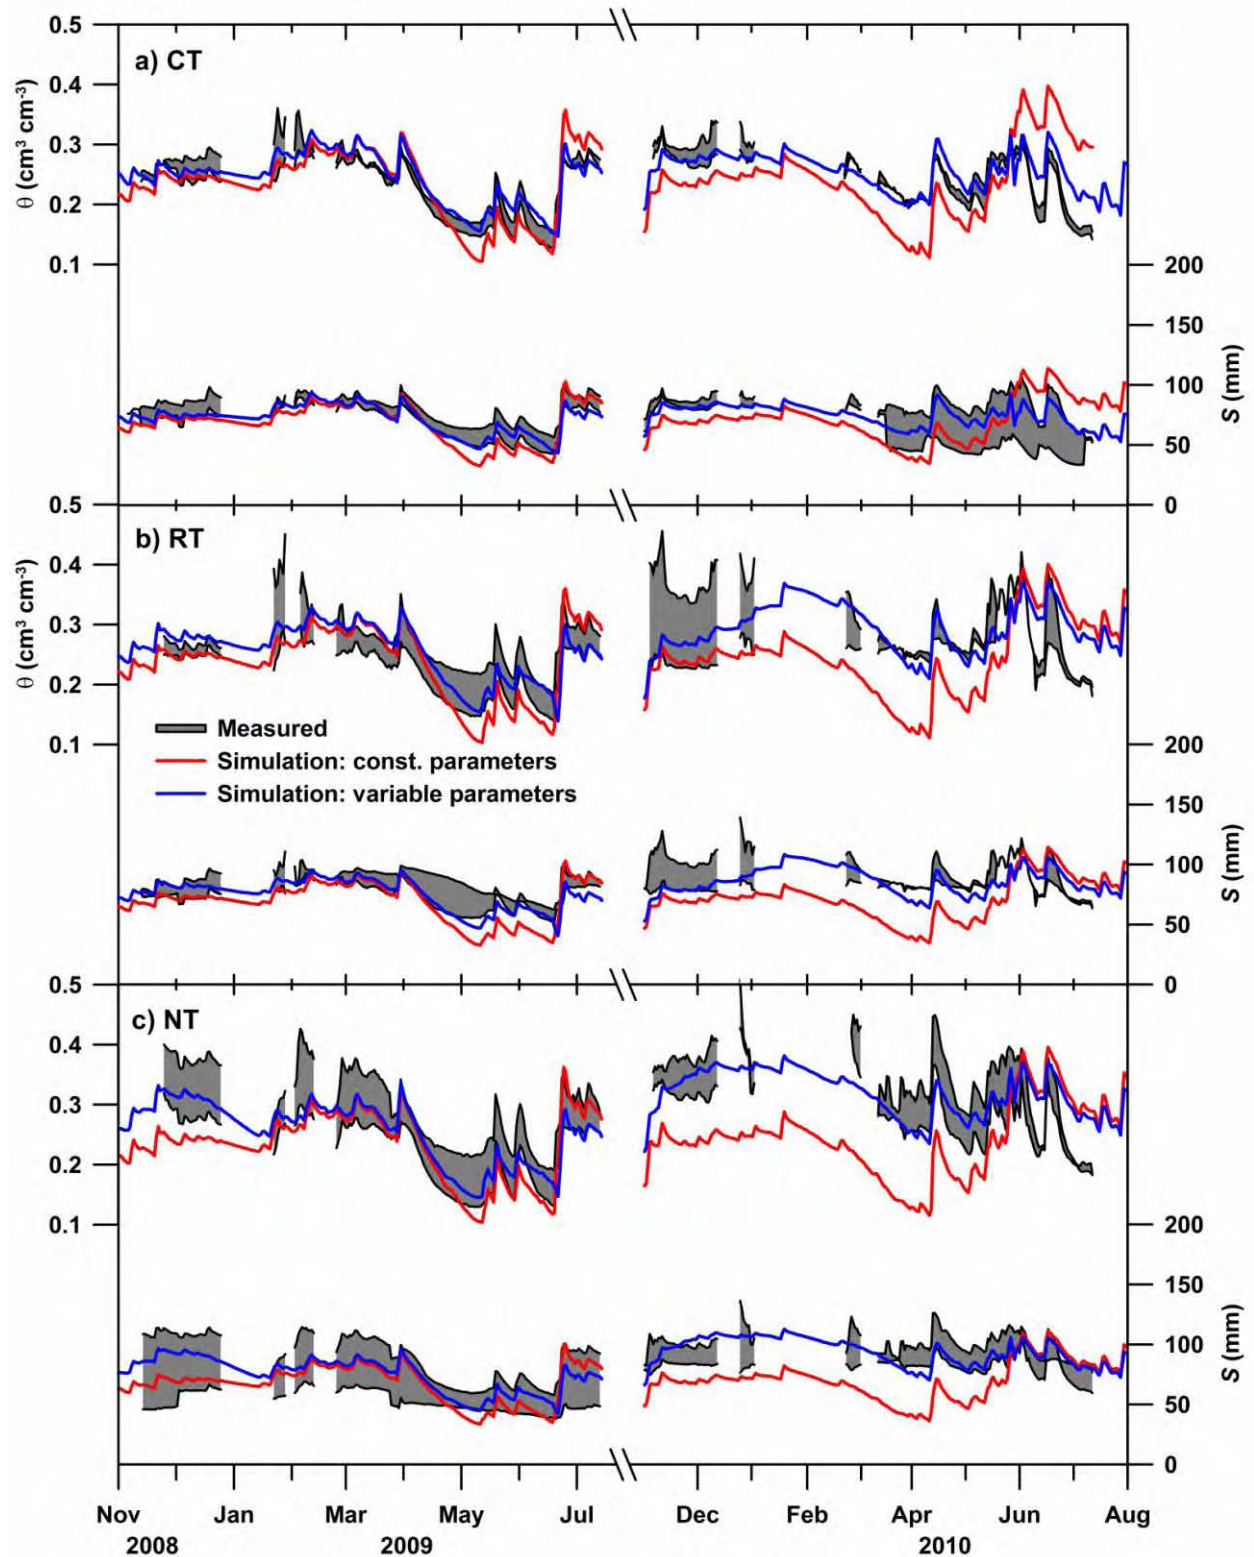 0.5
a) CT
0.4
0.3
0.2
0.1
θ (cm³ cm⁻³)
200
150
100
50
0
S (mm)
0.5
b) RT
0.4
0.3
0.2
0.1
θ (cm³ cm⁻³)
Measured
Simulation: const. parameters
Simulation: variable parameters
200
150
100
50
0
S (mm)
0.5
c) NT
0.4
0.3
0.2
0.1
θ (cm³ cm⁻³)
200
150
100
50
0
S (mm)
Nov Jan Mar May Jul Dec Feb Apr Jun Aug
2008 2009 2010